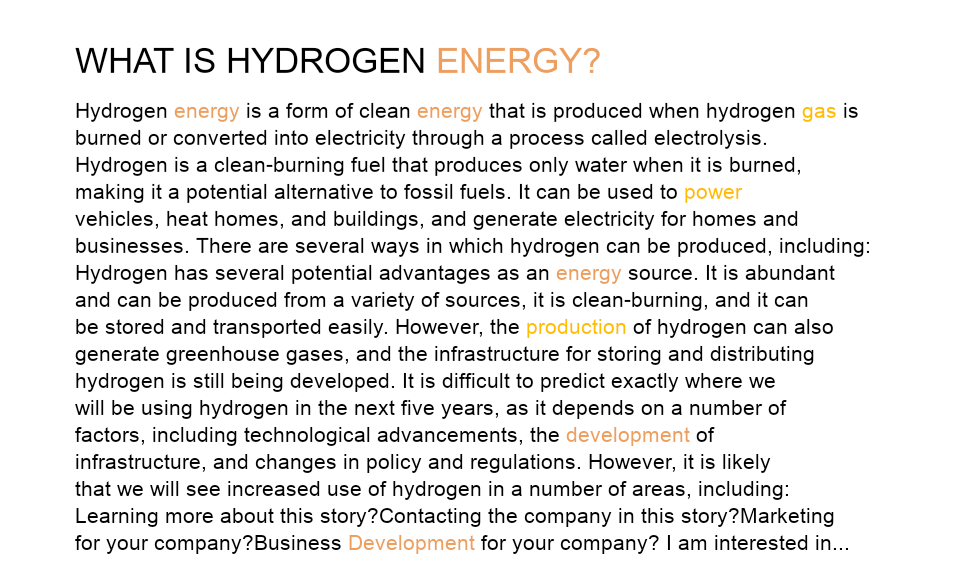 WHAT IS HYDROGEN ENERGY?
Hydrogen energy is a form of clean energy that is produced when hydrogen gas is
burned or converted into electricity through a process called electrolysis.
Hydrogen is a clean-burning fuel that produces only water when it is burned,
making it a potential alternative to fossil fuels. It can be used to power
vehicles, heat homes, and buildings, and generate electricity for homes and
businesses. There are several ways in which hydrogen can be produced, including:
Hydrogen has several potential advantages as an energy source. It is abundant
and can be produced from a variety of sources, it is clean-burning, and it can
be stored and transported easily. However, the production of hydrogen can also
generate greenhouse gases, and the infrastructure for storing and distributing
hydrogen is still being developed. It is difficult to predict exactly where we
will be using hydrogen in the next five years, as it depends on a number of
factors, including technological advancements, the development of
infrastructure, and changes in policy and regulations. However, it is likely
that we will see increased use of hydrogen in a number of areas, including:
Learning more about this story?Contacting the company in this story?Marketing
for your company?Business Development for your company? I am interested in...